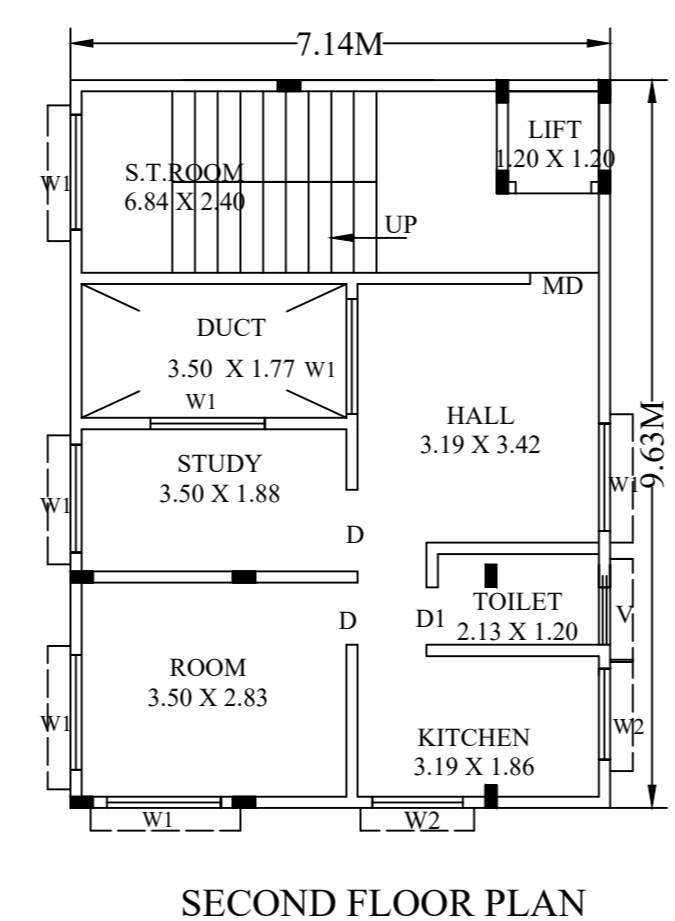 7.14M
LIFT
1.20 X 1.20
S.T.ROOM
6.84 X 2.40
W1
UP
MD
DUCT
3.50 X 1.77
W1
W1
HALL
3.19 X 3.42
9.63M
STUDY
3.50 X 1.88
W1
W1
D
TOILET
2.13 X 1.20
D
D1
V
ROOM
3.50 X 2.83
W1
W2
KITCHEN
3.19 X 1.86
W1
W2
SECOND FLOOR PLAN